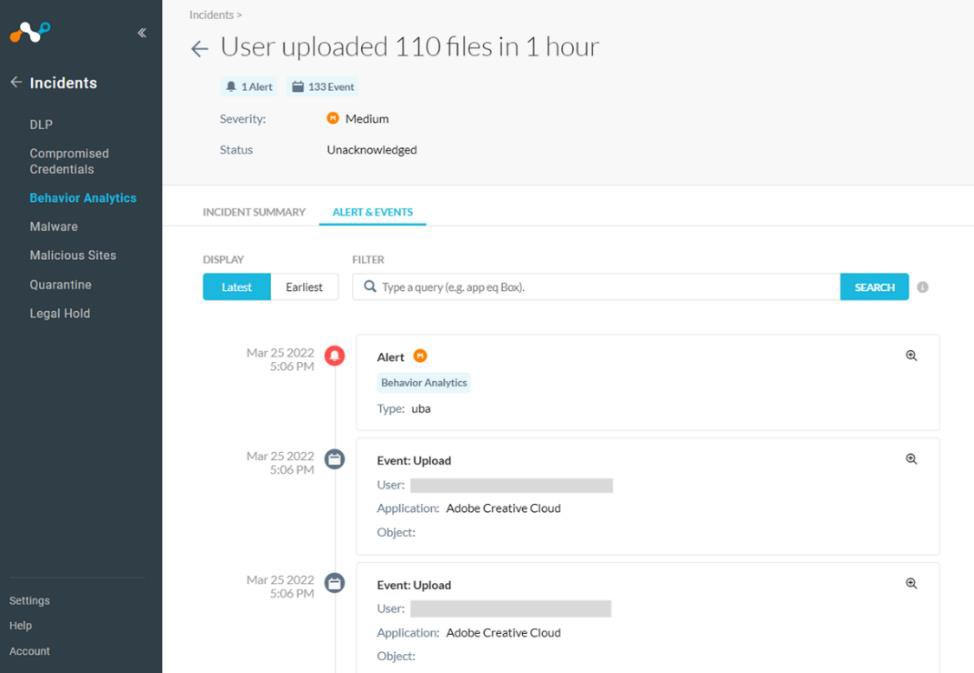 «
Incidents
DLP
Compromised
Credentials
Behavior Analytics
Malware
Malicious Sites
Quarantine
Legal Hold
Settings
Help
Account
Incidents >
User uploaded 110 files in 1 hour
1 Alert 133 Event
Severity: M Medium
Status Unacknowledged
INCIDENT SUMMARY ALERT & EVENTS
DISPLAY FILTER
Latest Earliest Type a query (e.g. app eq Box). SEARCH
Mar 25 2022
5:06 PM
Alert M
Behavior Analytics
Type: uba
Mar 25 2022
5:06 PM
Event: Upload
User:
Application: Adobe Creative Cloud
Object:
Mar 25 2022
5:06 PM
Event: Upload
User:
Application: Adobe Creative Cloud
Object: